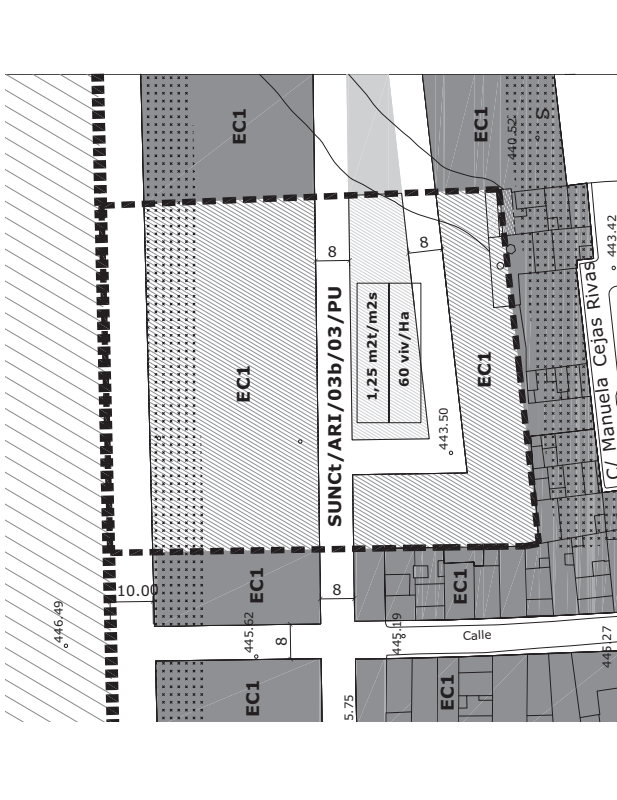 EC1
EC1
440.52
S
8
8
443.42
C/ Manuela Cejas Rivas
1,25 m2t/m2s
60 viv/Ha
SUNCt/ARI/03b/03/PU
EC1
EC1
443.50
10.00
EC1
8
EC1
446.49
445.62
8
445.19
Calle
445.27
EC1
5.75
EC1